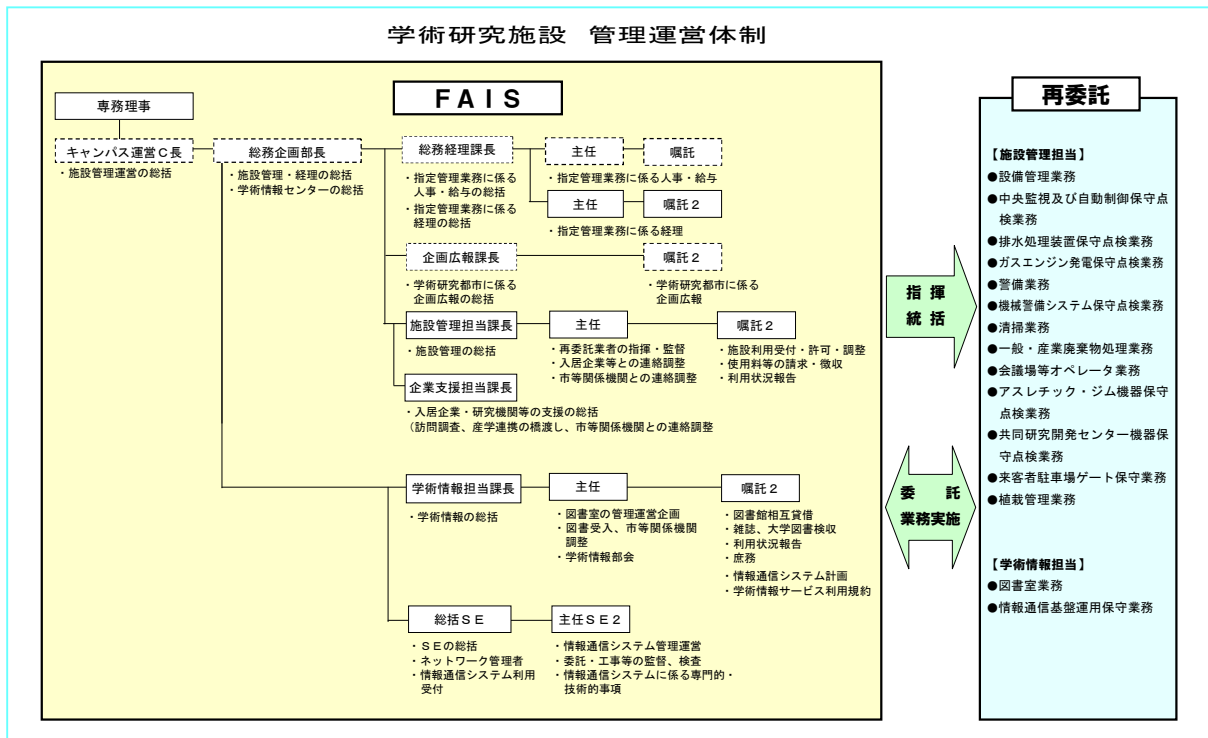 学術研究施設 管理運営体制
ＦＡＩＳ
専務理事
キャンパス運営Ｃ長
・施設管理運営の総括
総務企画部長
・施設管理・経理の総括
・学術情報センターの総括
総務経理課長
・指定管理業務に係る
人事・給与の総括
・指定管理業務に係る
経理の総括
主任
嘱託
・指定管理業務に係る人事・給与
主任
嘱託２
・指定管理業務に係る経理
企画広報課長
・学術研究都市に係る
企画広報の総括
嘱託２
・学術研究都市に係る
企画広報
施設管理担当課長
・施設管理の総括
主任
・再委託業者の指揮・監督
・入居企業等との連絡調整
・市等関係機関との連絡調整
嘱託２
・施設利用受付・許可・調整
・使用料等の請求・徴収
・利用状況報告
企業支援担当課長
・入居企業・研究機関等の支援の総括
（訪問調査、産学連携の橋渡し、市等関係機関との連絡調整
学術情報担当課長
・学術情報の総括
主任
・図書室の管理運営企画
・図書受入、市等関係機関
調整
・学術情報部会
嘱託２
・図書館相互貸借
・雑誌、大学図書検収
・利用状況報告
・庶務
・情報通信システム計画
・学術情報サービス利用規約
総括ＳＥ
・ＳＥの総括
・ネットワーク管理者
・情報通信システム利用
受付
主任ＳＥ２
・情報通信システム管理運営
・委託・工事等の監督、検査
・情報通信システムに係る専門的・
技術的事項
指揮
統括
委託
業務実施
再委託
【施設管理担当】
●設備管理業務
●中央監視及び自動制御保守点
検業務
●排水処理装置保守点検業務
●ガスエンジン発電保守点検業務
●警備業務
●機械警備システム保守点検業務
●清掃業務
●一般・産業廃棄物処理業務
●会議場等オペレータ業務
●アスレチック・ジム機器保守
点検業務
●共同研究開発センター機器保
守点検業務
●来客者駐車場ゲート保守業務
●植栽管理業務
【学術情報担当】
●図書室業務
●情報通信基盤運用保守業務